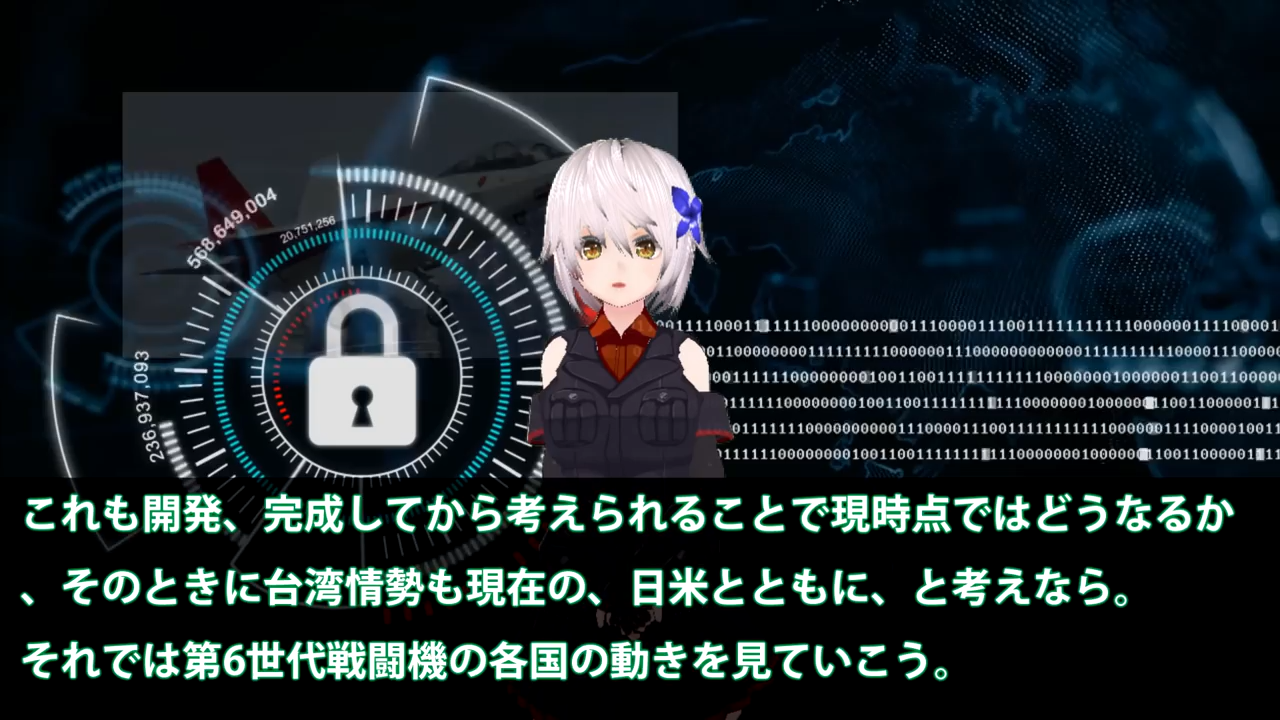 568,649,004
20,751,256
236,937,093
これも開発、完成してから考えられることで現時点ではどうなるか
、そのときに台湾情勢も現在の、日米とともに、と考えなら。
それでは第6世代戦闘機の各国の動きを見ていこう。